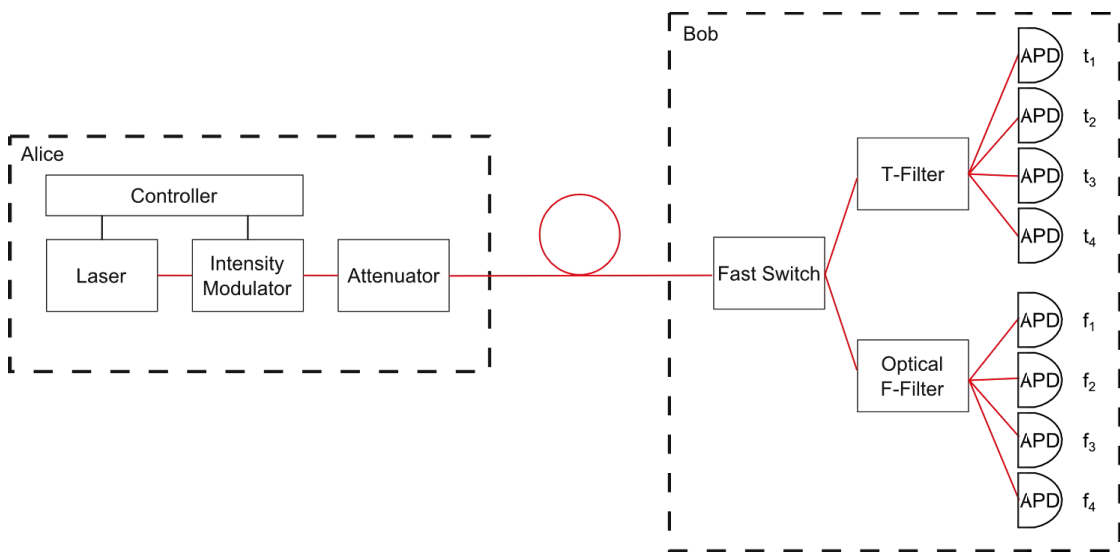 Alice
Controller
Laser
Intensity
Modulator
Attenuator
Bob
Fast Switch
T-Filter
APD t₁
APD t₂
APD t₃
APD t₄
Optical
F-Filter
APD f₁
APD f₂
APD f₃
APD f₄